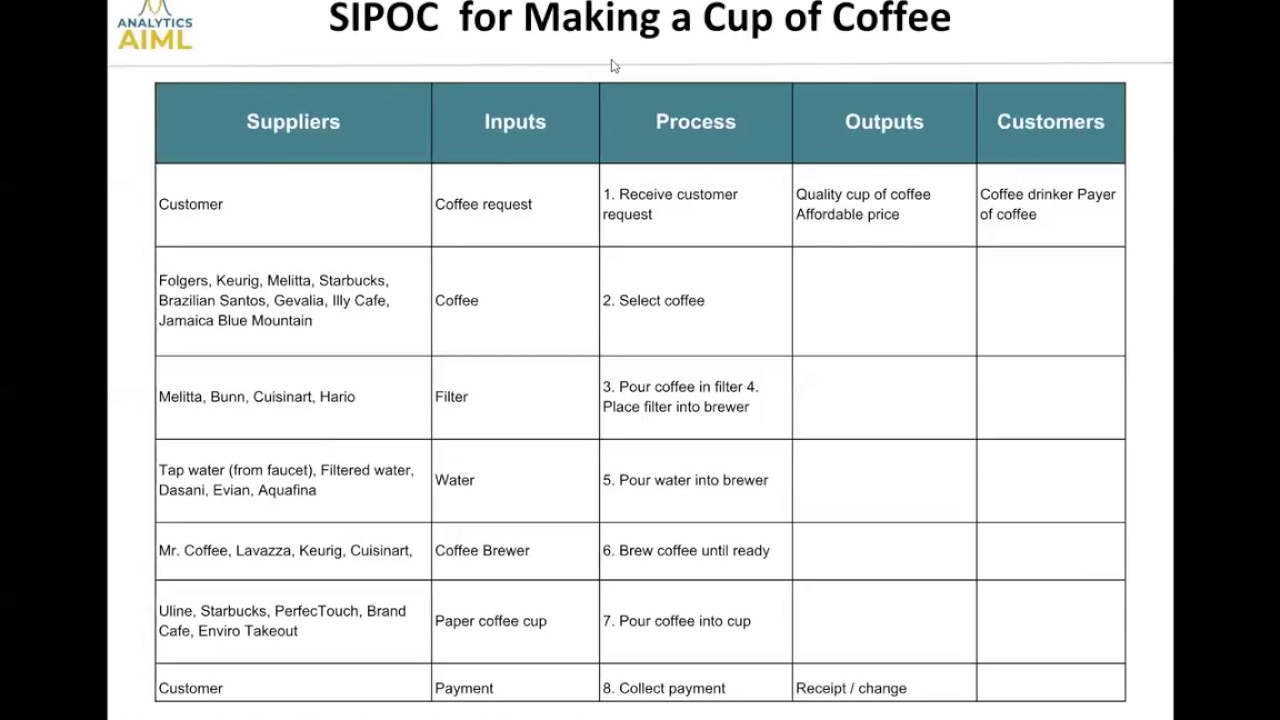 ANALYTICS
AIML
SIPOC for Making a Cup of Coffee
Suppliers
Inputs
Process
Outputs
Customers
Customer
Coffee request
1. Receive customer
request
Quality cup of coffee
Affordable price
Coffee drinker Payer
of coffee
Folgers, Keurig, Melitta, Starbucks,
Brazilian Santos, Gevalia, Illy Cafe,
Jamaica Blue Mountain
Coffee
2. Select coffee
Melitta, Bunn, Cuisinart, Hario
Filter
3. Pour coffee in filter 4.
Place filter into brewer
Tap water (from faucet), Filtered water,
Dasani, Evian, Aquafina
Water
5. Pour water into brewer
Mr. Coffee, Lavazza, Keurig, Cuisinart,
Coffee Brewer
6. Brew coffee until ready
Uline, Starbucks, PerfecTouch, Brand
Cafe, Enviro Takeout
Paper coffee cup
7. Pour coffee into cup
Customer
Payment
8. Collect payment
Receipt / change